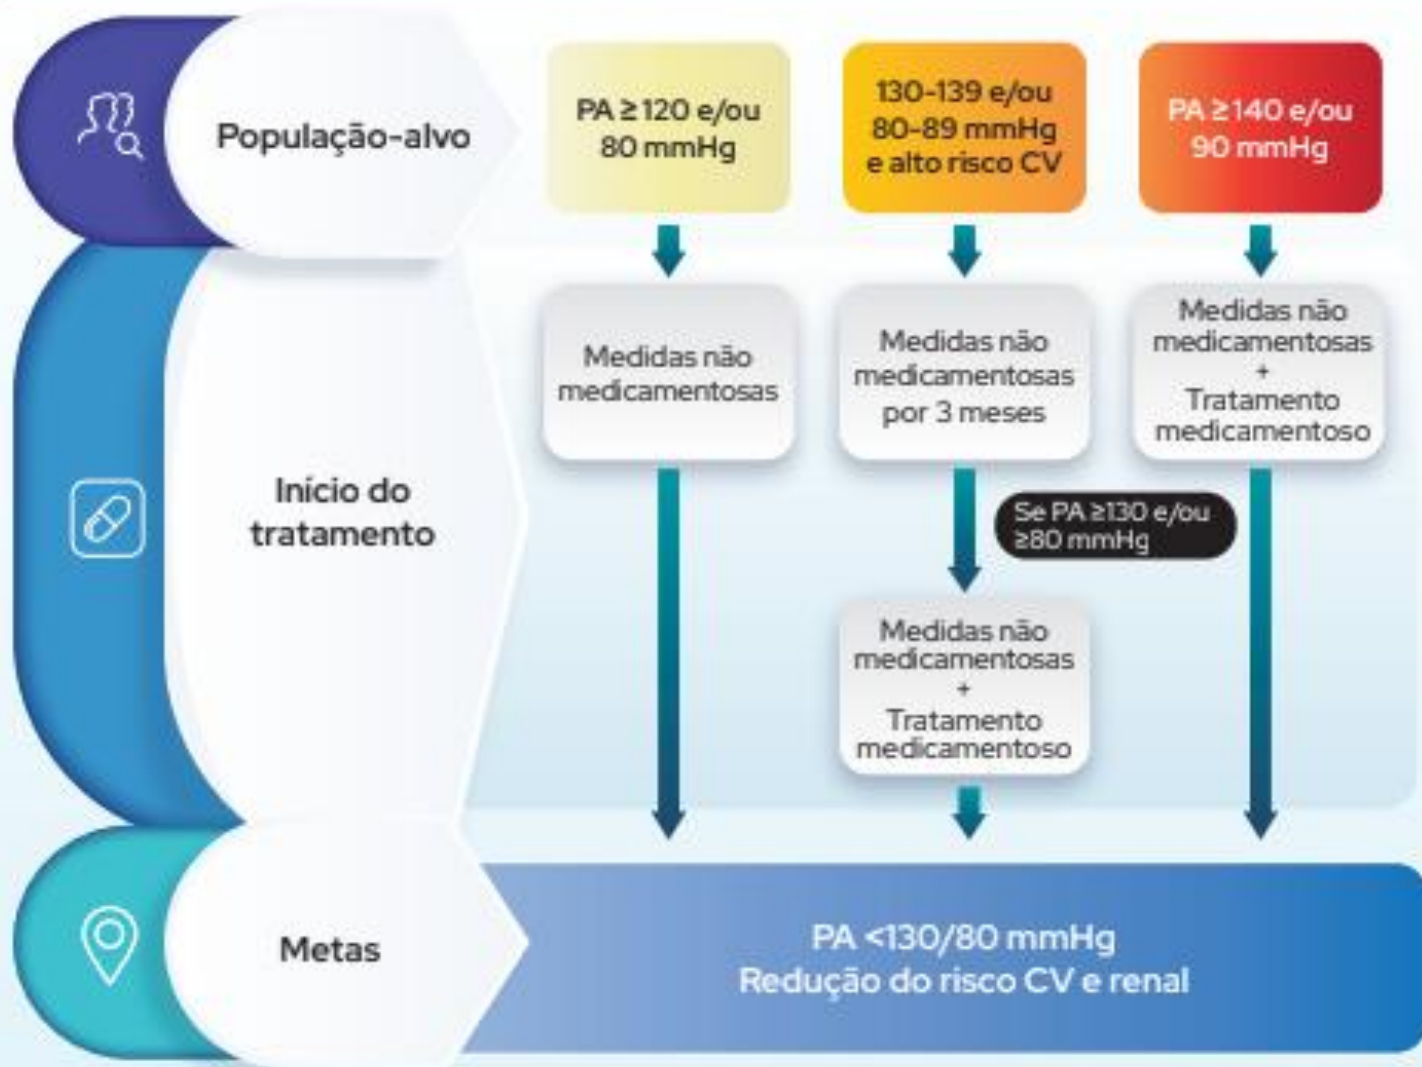 População-alvo
PA ≥120 e/ou
80 mmHg
130-139 e/ou
80-89 mmHg
e alto risco CV
PA ≥140 e/ou
90 mmHg
Início do
tratamento
Medidas não
medicamentosas
Medidas não
medicamentosas
por 3 meses
Medidas não
medicamentosas
+
Tratamento
medicamentoso
Se PA ≥130 e/ou
≥80 mmHg
Medidas não
medicamentosas
+
Tratamento
medicamentoso
Metas
PA <130/80 mmHg
Redução do risco CV e renal